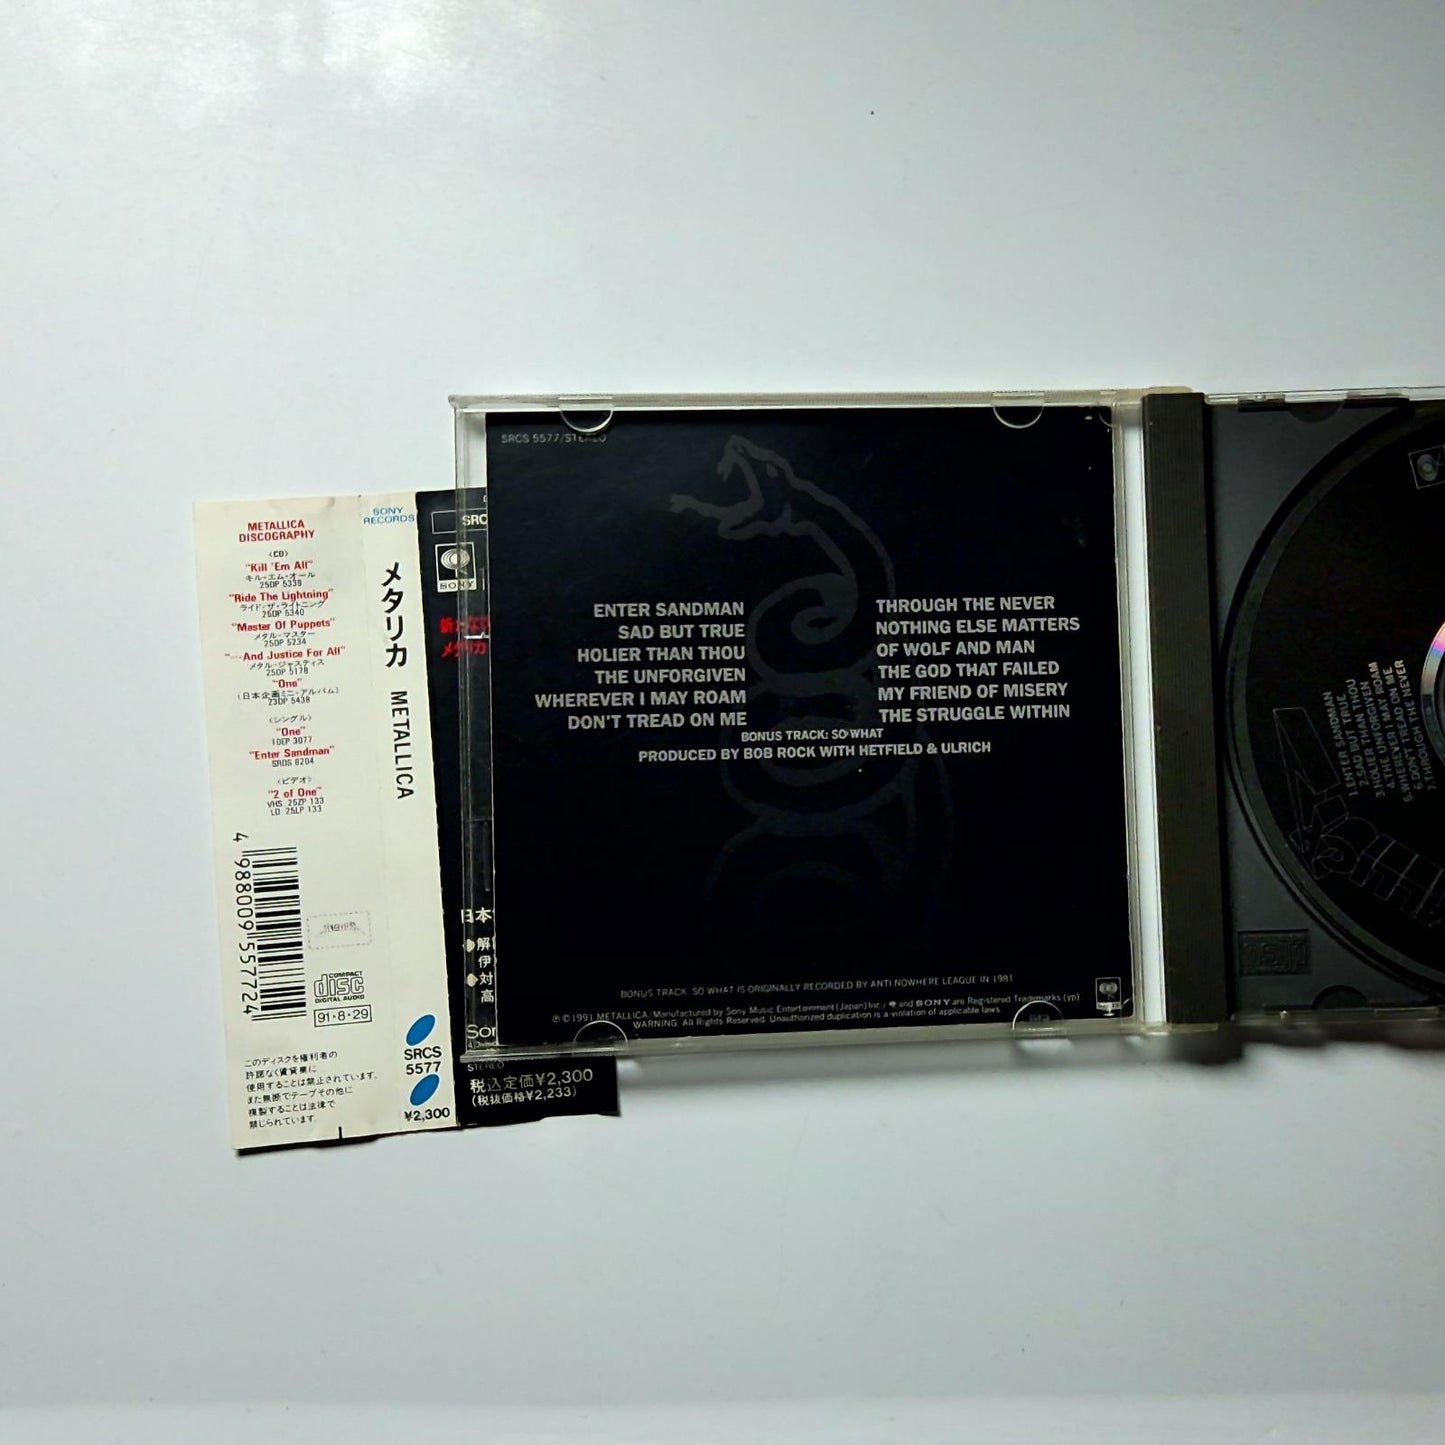 METALLICA
DISCOGRAPHY
〈CD〉
"Kill 'Em All"
キル・エム・オール
25DP 5339
"Ride The Lightning"
ライド・ザ・ライトニング
25DP 5340
"Master Of Puppets"
メタル・マスター
25DP 5234
"…And Justice For All"
メタル・ジャスティス
25DP 5178
"One"
(日本企画ミニ・アルバム)
23DP 5438
〈シングル〉
"One"
10EP 3077
"Enter Sandman"
SRDS 8204
〈ビデオ〉
"2 of One"
VHS 25ZP 133
LD 25LP 133
4 988009 557724
COMPACT
disc
DIGITAL AUDIO
91・8・29
このディスクを権利者の
許諾なく賃貸業に
使用することは禁止されています。
また無断でテープその他に
複製することは法律で
禁じられています。
SONY
RECORDS
メタリカ METALLICA
SRCS
5577
¥2,300
SRC
SONY
メタリカ
日本
解
伊
対
高
STEREO
税込定価¥2,300
(税抜価格¥2,233)
SRCS 5577/STEREO
ENTER SANDMAN
SAD BUT TRUE
HOLIER THAN THOU
THE UNFORGIVEN
WHEREVER I MAY ROAM
DON'T TREAD ON ME
THROUGH THE NEVER
NOTHING ELSE MATTERS
OF WOLF AND MAN
THE GOD THAT FAILED
MY FRIEND OF MISERY
THE STRUGGLE WITHIN
BONUS TRACK: SO WHAT
PRODUCED BY BOB ROCK WITH HETFIELD & ULRICH
BONUS TRACK SO WHAT IS ORIGINALLY RECORDED BY ANTI NOWHERE LEAGUE IN 1981
℗©1991 METALLICA/Manufactured by Sony Music Entertainment (Japan) Inc./ and SONY are Registered Trademarks (yp)
WARNING: All Rights Reserved. Unauthorized duplication is a violation of applicable laws.
1.ENTER SANDMAN
2.SAD BUT TRUE
3.HOLIER THAN THOU
4.THE UNFORGIVEN
5.WHEREVER I MAY ROAM
6.DON'T TREAD ON ME
7.THROUGH THE NEVER